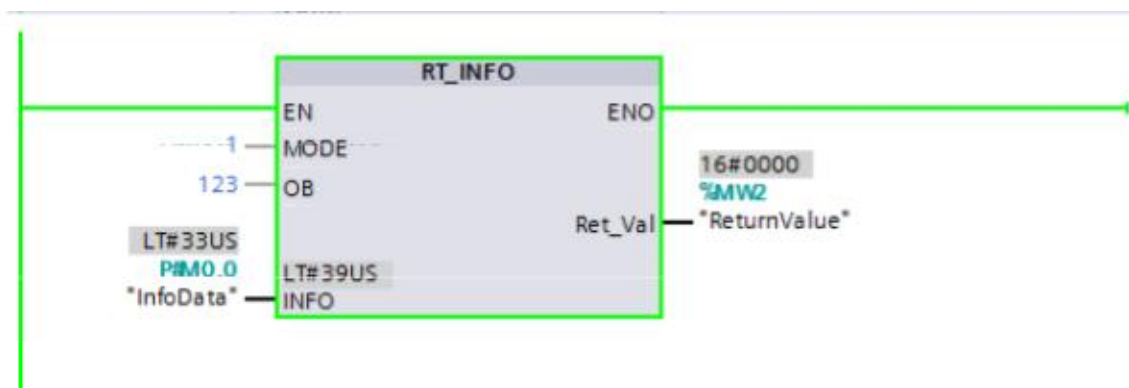 RT_INFO
EN
ENO
1
MODE
123
OB
16#0000
%MW2
"ReturnValue"
Ret_Val
LT#33US
P#M0.0
"InfoData"
LT#39US
INFO